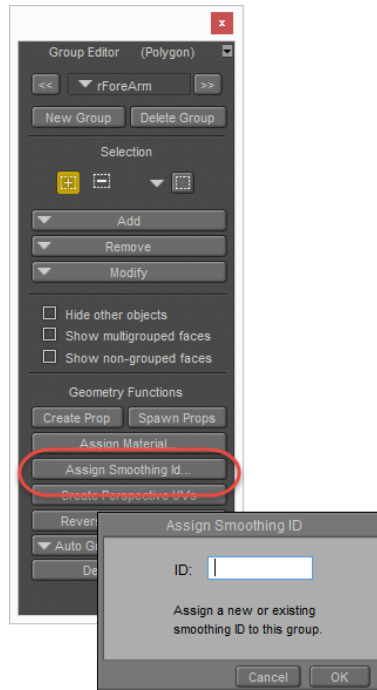 x
Group Editor (Polygon)
<< rForeArm >>
New Group Delete Group
Selection
Add
Remove
Modify
Hide other objects
Show multigrouped faces
Show non-grouped faces
Geometry Functions
Create Prop Spawn Props
Assign Material...
Assign Smoothing Id...
Create Perspective UVs
Assign Smoothing ID
ID:
Assign a new or existing
smoothing ID to this group.
Cancel OK